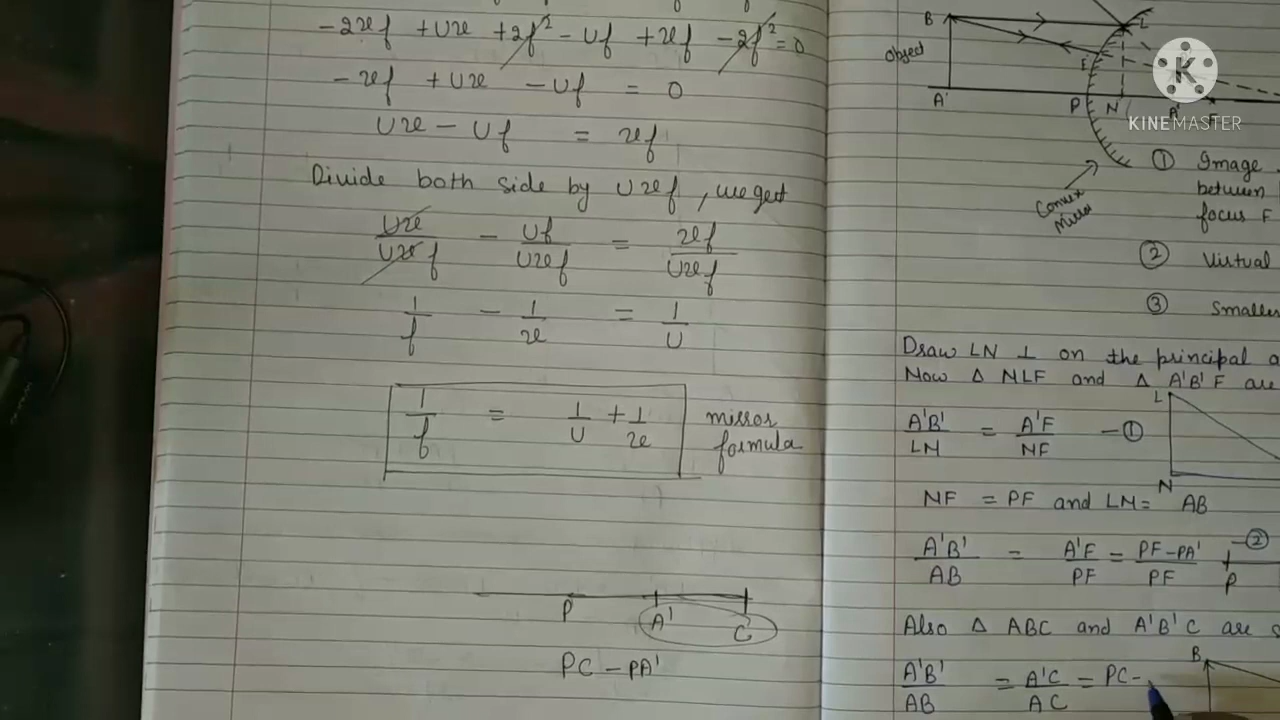 -2vf + uv + 2f² - uf + vf - 2f² = 0
-vf + uv - uf = 0
uv - uf = vf
Divide both side by uvf, we get
uv/uvf - uf/uvf = vf/uvf
1/f - 1/v = 1/u
1/f = 1/u + 1/v mirror formula
P A' C
PC - PA'
B L
object
E
A' P N A' F
KINEMASTER
Convex mirror
① Image
between
focus F
② Virtual
③ Smaller
Draw LN ⊥ on the principal a
Now Δ NLF and Δ A'B'F are
A'B'/LN = A'F/NF - ①
L
N
NF = PF and LN = AB
A'B'/AB = A'F/PF = PF-PA'/PF - ②
P
Also Δ ABC and A'B'C are s
B
A'B'/AB = A'C/AC = PC-